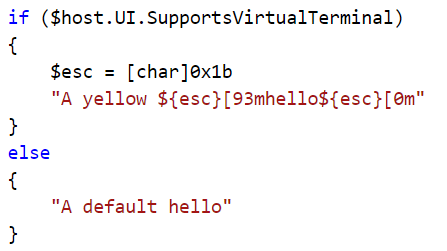 if ($host.UI.SupportsVirtualTerminal)
{
    $esc = [char]0x1b
    "A yellow ${esc}[93mhello${esc}[0m"
}
else
{
    "A default hello"
}